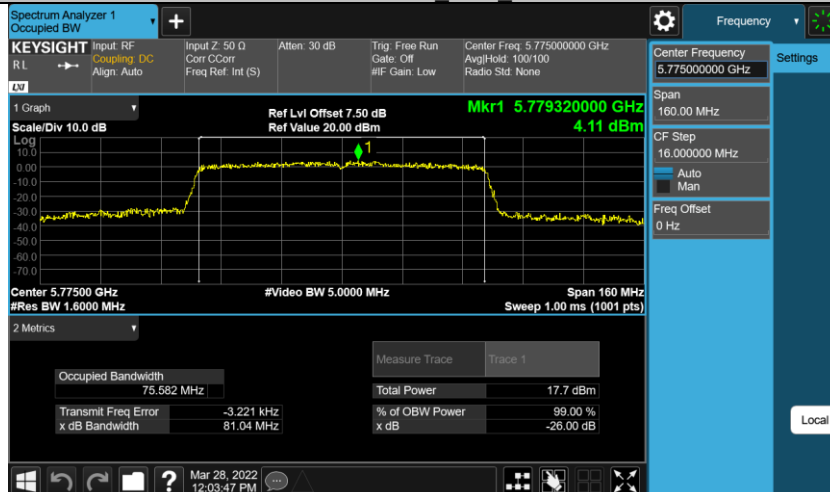 Spectrum Analyzer 1
Occupied BW
Frequency
KEYSIGHT
RL
LXI
Input: RF
Coupling: DC
Align: Auto
Input Z: 50 Ω
Corr CCorr
Freq Ref: Int (S)
Atten: 30 dB
Trig: Free Run
Gate: Off
#IF Gain: Low
Center Freq: 5.775000000 GHz
Avg|Hold: 100/100
Radio Std: None
1 Graph
Scale/Div 10.0 dB
Ref Lvl Offset 7.50 dB
Ref Value 20.00 dBm
Mkr1 5.779320000 GHz
4.11 dBm
Log
10.0
0.00
-10.0
-20.0
-30.0
-40.0
-50.0
-60.0
-70.0
1
Center 5.77500 GHz
#Res BW 1.6000 MHz
#Video BW 5.0000 MHz
Span 160 MHz
Sweep 1.00 ms (1001 pts)
2 Metrics
Measure Trace Trace 1
Occupied Bandwidth
75.582 MHz
Total Power 17.7 dBm
Transmit Freq Error -3.221 kHz
% of OBW Power 99.00 %
x dB Bandwidth 81.04 MHz
x dB -26.00 dB
Center Frequency
5.775000000 GHz
Settings
Span
160.00 MHz
CF Step
16.000000 MHz
Auto
Man
Freq Offset
0 Hz
Local
?
Mar 28, 2022
12:03:47 PM